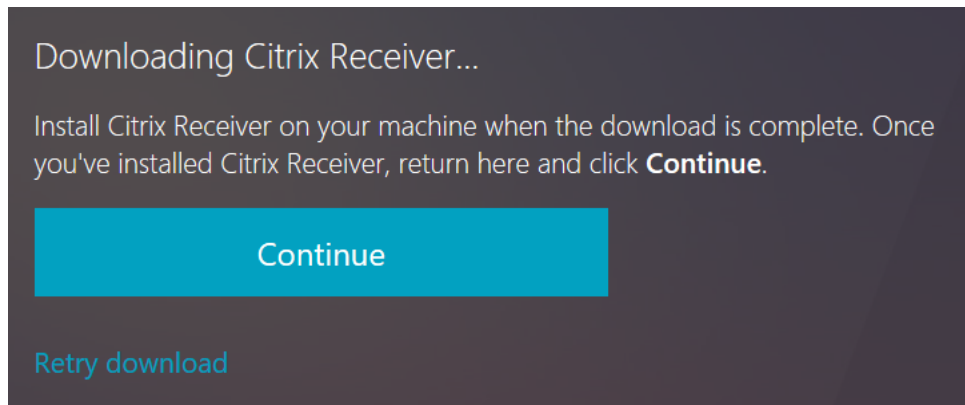 Downloading Citrix Receiver...
Install Citrix Receiver on your machine when the download is complete. Once
you've installed Citrix Receiver, return here and click Continue.
Continue
Retry download